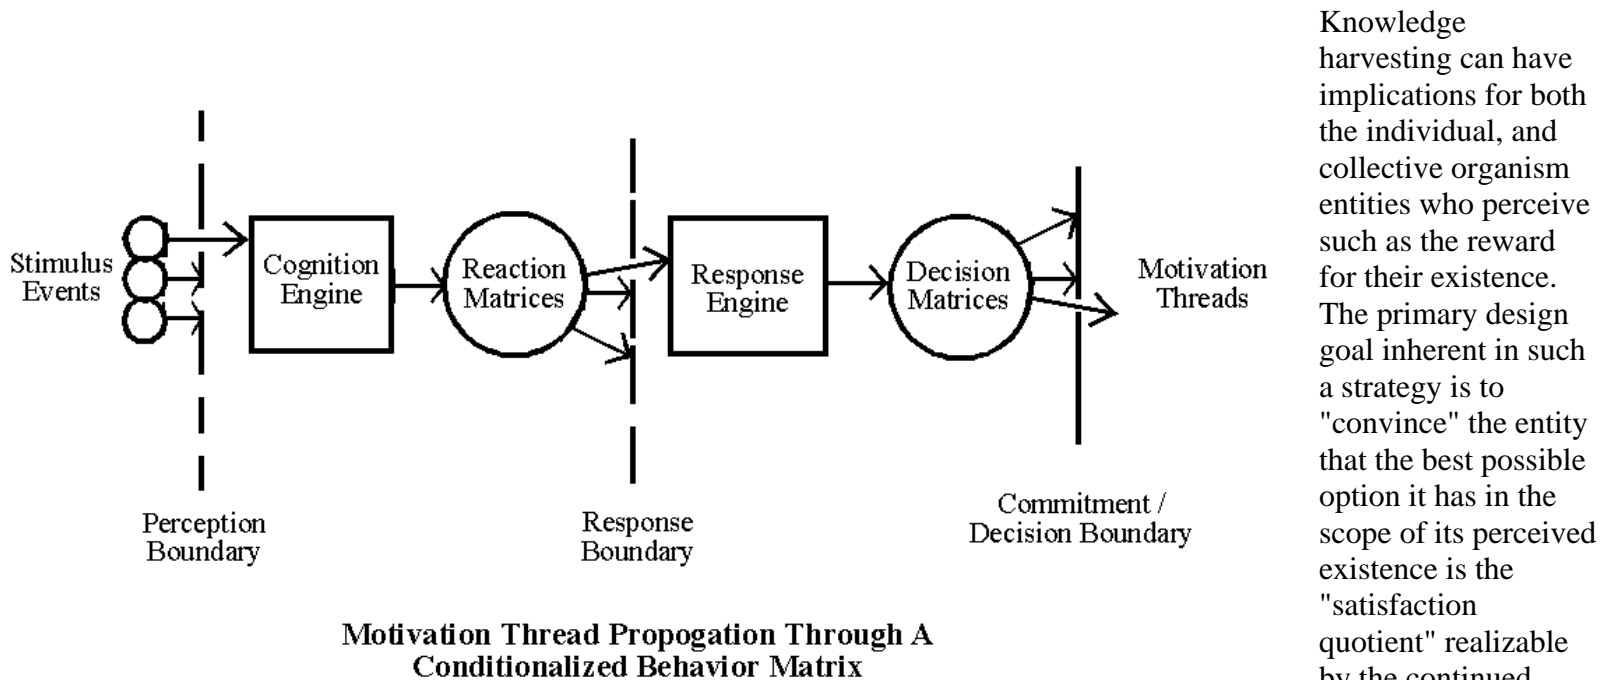 Stimulus
Events
Cognition
Engine
Reaction
Matrices
Response
Engine
Decision
Matrices
Motivation
Threads
Perception
Boundary
Response
Boundary
Commitment /
Decision Boundary
Motivation Thread Propogation Through A
Conditionalized Behavior Matrix
Knowledge
harvesting can have
implications for both
the individual, and
collective organism
entities who perceive
such as the reward
for their existence.
The primary design
goal inherent in such
a strategy is to
"convince" the entity
that the best possible
option it has in the
scope of its perceived
existence is the
"satisfaction
quotient" realizable
by the continued